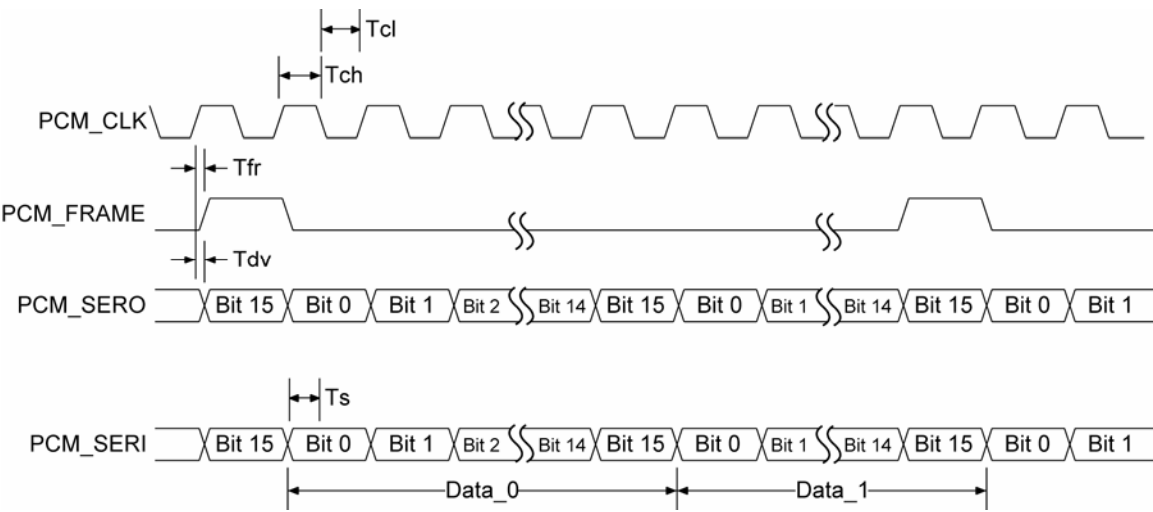 Tcl
Tch
PCM_CLK
Tfr
PCM_FRAME
Tdv
PCM_SERO Bit 15 Bit 0 Bit 1 Bit 2 Bit 14 Bit 15 Bit 0 Bit 1 Bit 14 Bit 15 Bit 0 Bit 1
Ts
PCM_SERI Bit 15 Bit 0 Bit 1 Bit 2 Bit 14 Bit 15 Bit 0 Bit 1 Bit 14 Bit 15 Bit 0 Bit 1
Data_0 Data_1